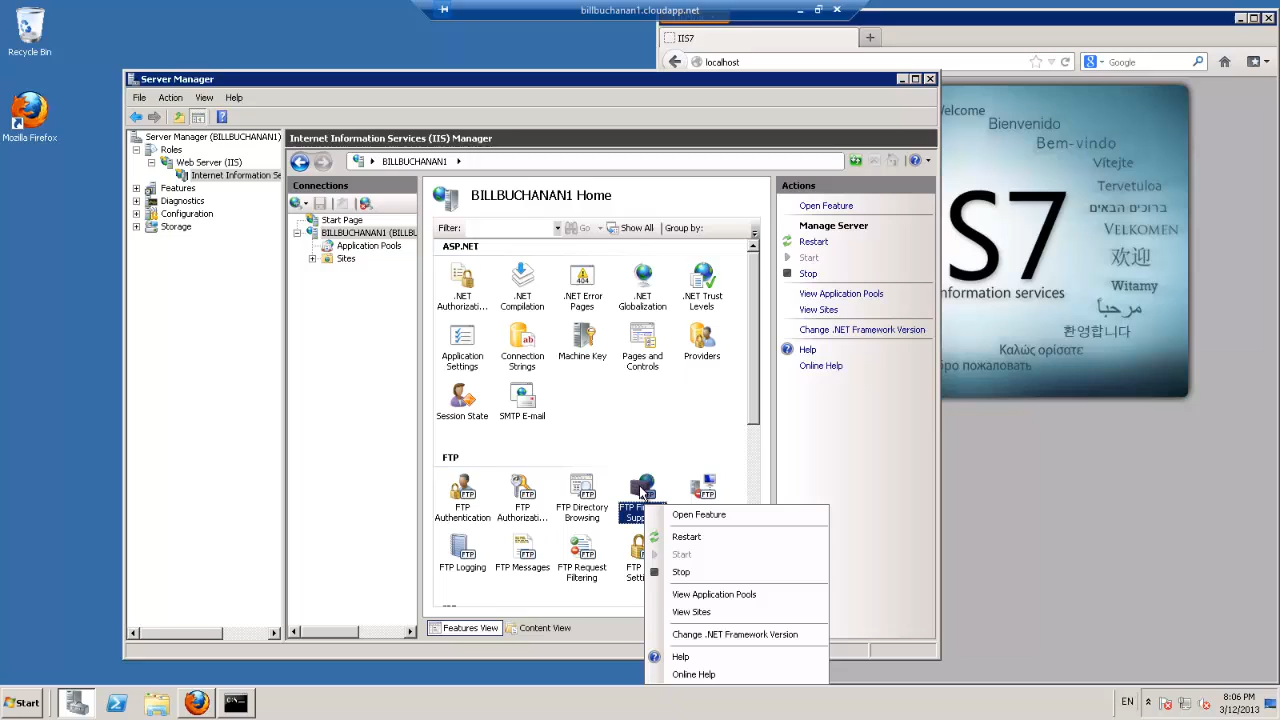 billbuchanan1.cloudapp.net
Recycle Bin
Mozilla Firefox
IIS7
localhost
Google
Server Manager
File Action View Help
Server Manager (BILLBUCHANAN1)
Roles
Web Server (IIS)
Internet Information Se
Features
Diagnostics
Configuration
Storage
Internet Information Services (IIS) Manager
BILLBUCHANAN1
Connections
Start Page
BILLBUCHANAN1 (BILLBU
Application Pools
Sites
BILLBUCHANAN1 Home
Filter: Go Show All Group by:
ASP.NET
.NET Authorizati...
.NET Compilation
.NET Error Pages
.NET Globalization
.NET Trust Levels
Application Settings
Connection Strings
Machine Key
Pages and Controls
Providers
Session State
SMTP E-mail
FTP
FTP Authentication
FTP Authorizati...
FTP Directory Browsing
FTP Logging
FTP Messages
FTP Request Filtering
Features View Content View
Actions
Open Feature
Manage Server
Restart
Start
Stop
View Application Pools
View Sites
Change .NET Framework Version
Help
Online Help
Open Feature
Restart
Start
Stop
View Application Pools
View Sites
Change .NET Framework Version
Help
Online Help
elcome
Bienvenido
Bem-vindo
Vítejte
Tervetuloa
ברוכים הבאים
VELKOMEN
欢迎
Witamy
مرحباً
환영합니다
Καλώς ορίσατε
бро пожаловать
S7
nformation services
Start
EN
8:06 PM
3/12/2013